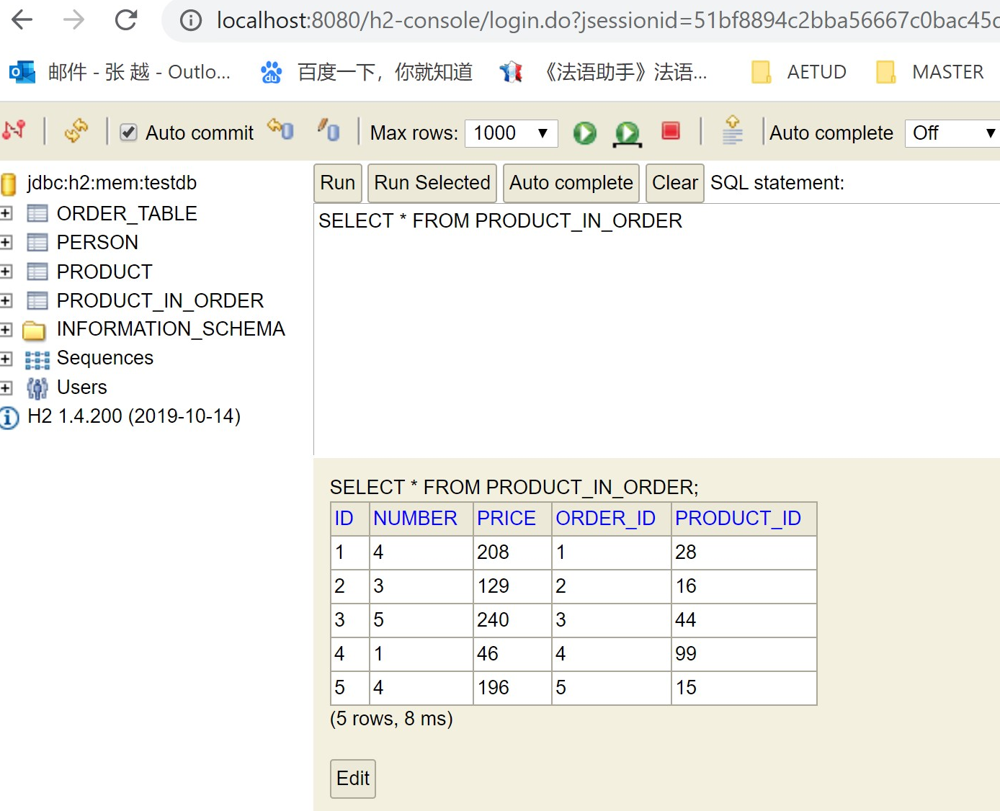 localhost:8080/h2-console/login.do?jsessionid=51bf8894c2bba56667c0bac45c
邮件 - 张 越 - Outlo... 百度一下，你就知道 《法语助手》法语... AETUD MASTER
Auto commit Max rows: 1000 Auto complete Off
jdbc:h2:mem:testdb
ORDER_TABLE
PERSON
PRODUCT
PRODUCT_IN_ORDER
INFORMATION_SCHEMA
Sequences
Users
H2 1.4.200 (2019-10-14)
Run Run Selected Auto complete Clear SQL statement:
SELECT * FROM PRODUCT_IN_ORDER
SELECT * FROM PRODUCT_IN_ORDER;
ID NUMBER PRICE ORDER_ID PRODUCT_ID
1 4 208 1 28
2 3 129 2 16
3 5 240 3 44
4 1 46 4 99
5 4 196 5 15
(5 rows, 8 ms)
Edit